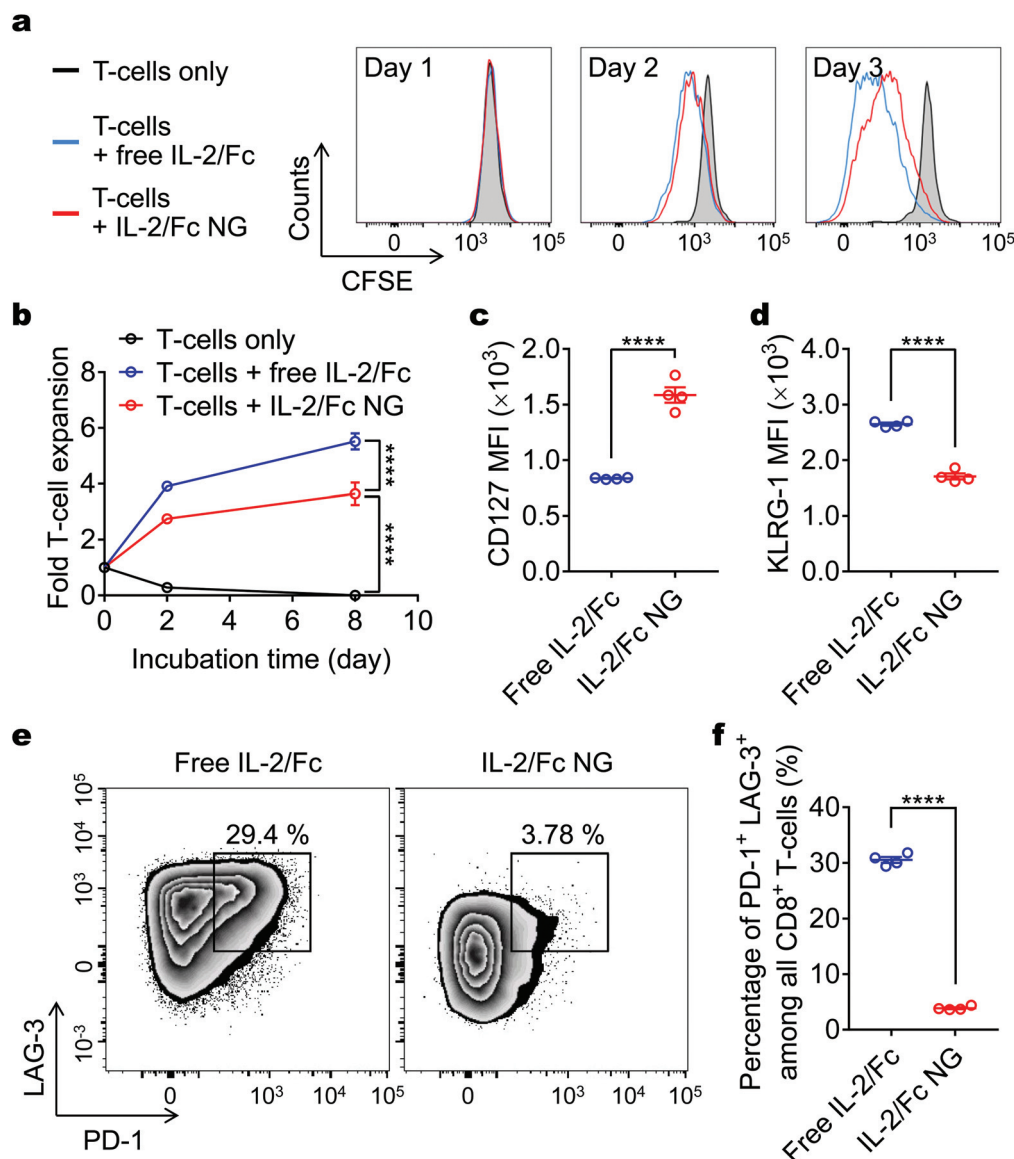 a
T-cells only
T-cells
+ free IL-2/Fc
T-cells
+ IL-2/Fc NG
Counts
CFSE
Day 1
0 10³ 10⁵
Day 2
0 10³ 10⁵
Day 3
0 10³ 10⁵
b
T-cells only
T-cells + free IL-2/Fc
T-cells + IL-2/Fc NG
Fold T-cell expansion
8
6
4
2
0
0 2 4 6 8 10
Incubation time (day)
****
****
c
CD127 MFI (×10³)
2.0
1.5
1.0
0.5
0.0
****
Free IL-2/Fc
IL-2/Fc NG
d
KLRG-1 MFI (×10³)
4.0
3.0
2.0
1.0
0.0
****
Free IL-2/Fc
IL-2/Fc NG
e
Free IL-2/Fc
IL-2/Fc NG
10⁵
10⁴
10³
0
10⁻³
29.4 %
3.78 %
0 10³ 10⁴ 10⁵
0 10³ 10⁴ 10⁵
LAG-3
PD-1
f
Percentage of PD-1⁺ LAG-3⁺
among all CD8⁺ T-cells (%)
40
30
20
10
0
****
Free IL-2/Fc
IL-2/Fc NG